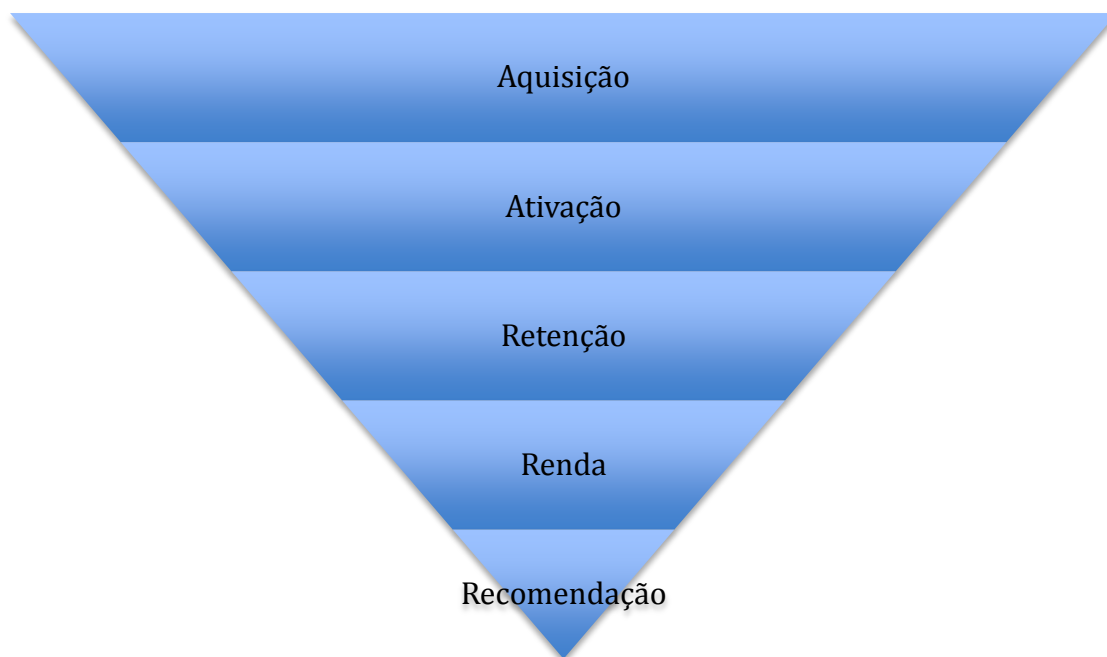 Aquisição
Ativação
Retenção
Renda
Recomendação